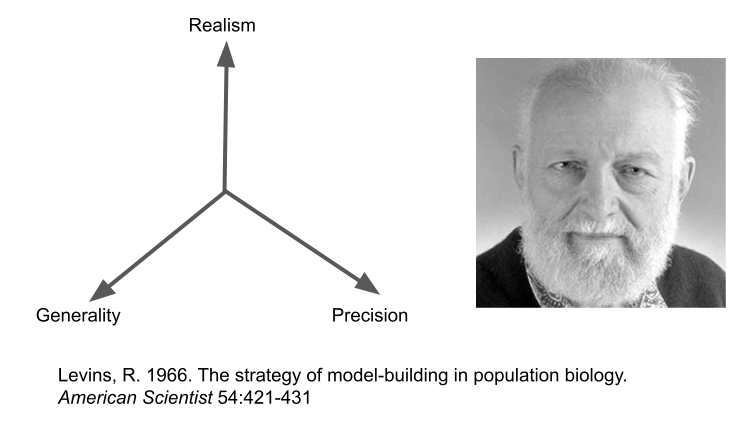 Realism
Generality
Precision
Levins, R. 1966. The strategy of model-building in population biology.
American Scientist 54:421-431